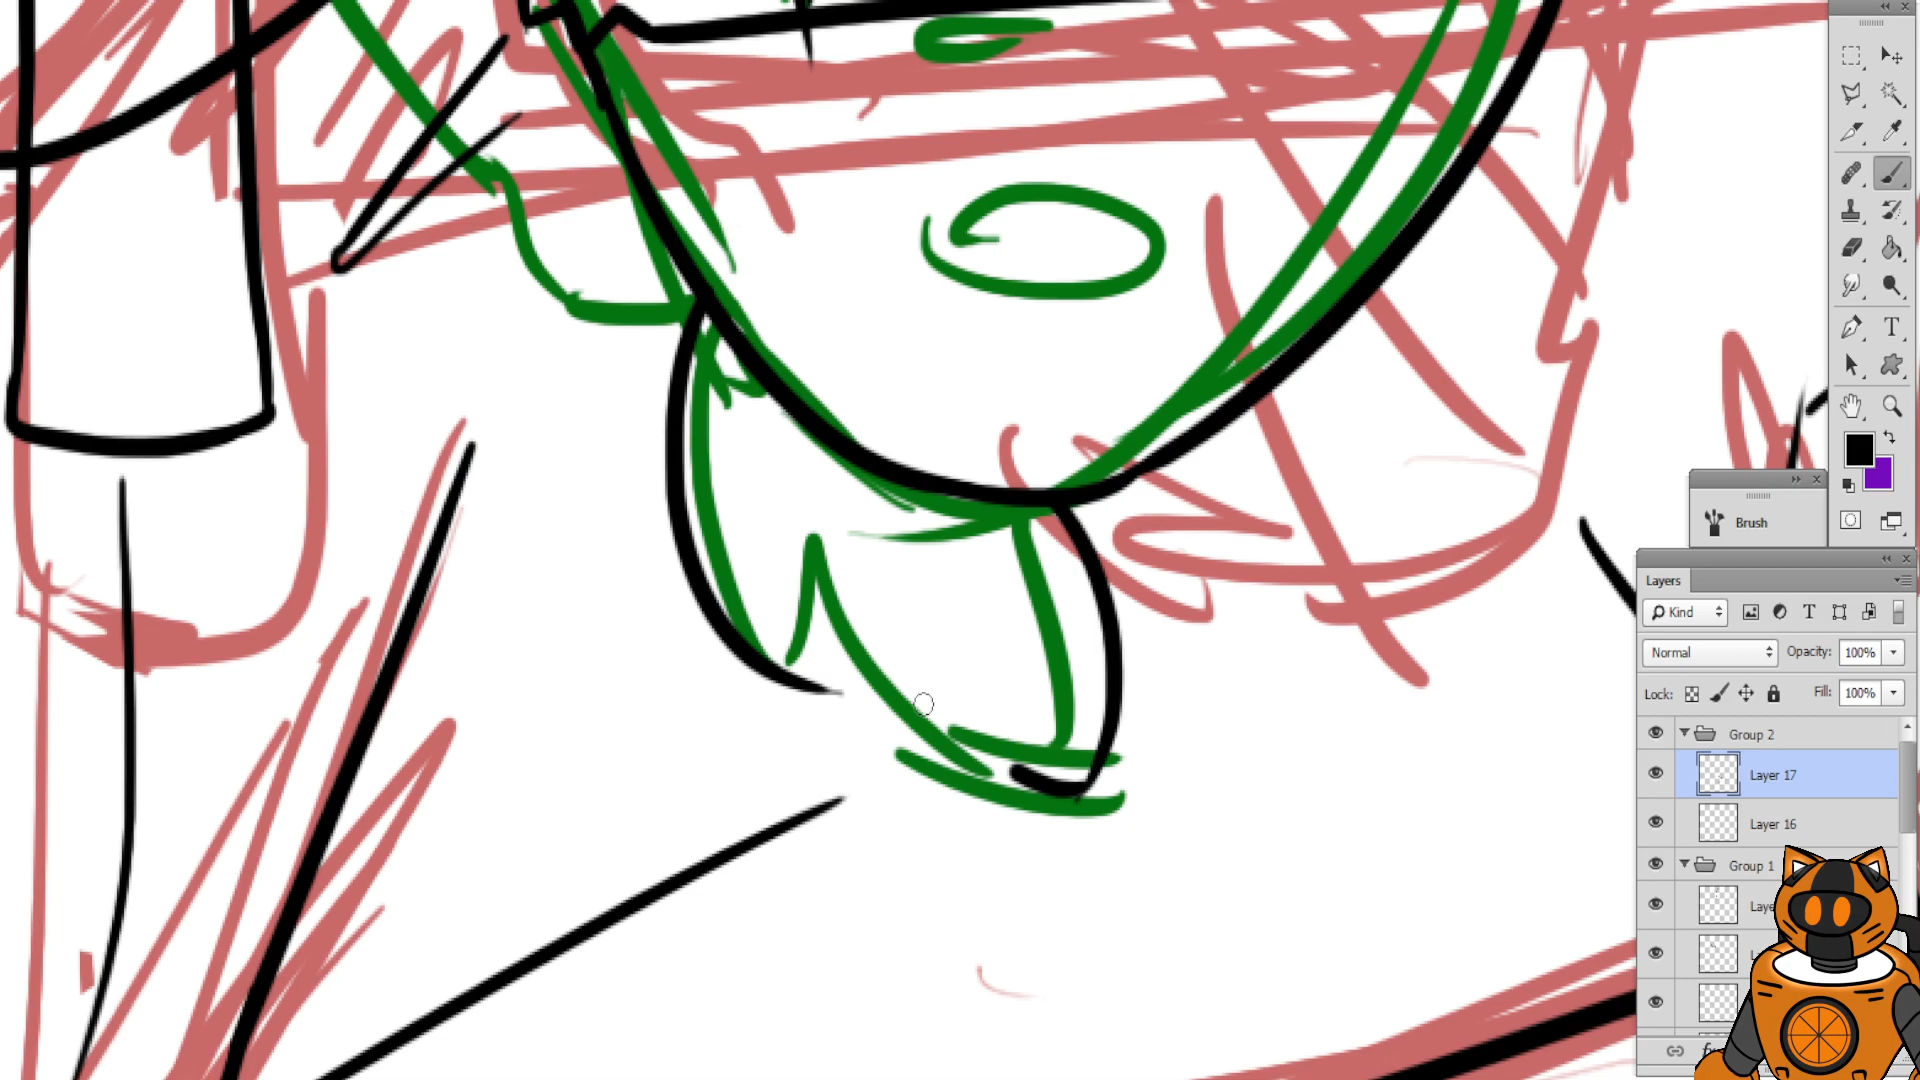 Brush
Layers
Kind
Normal
Opacity: 100%
Lock:
Fill: 100%
Group 2
Layer 17
Layer 16
Group 1